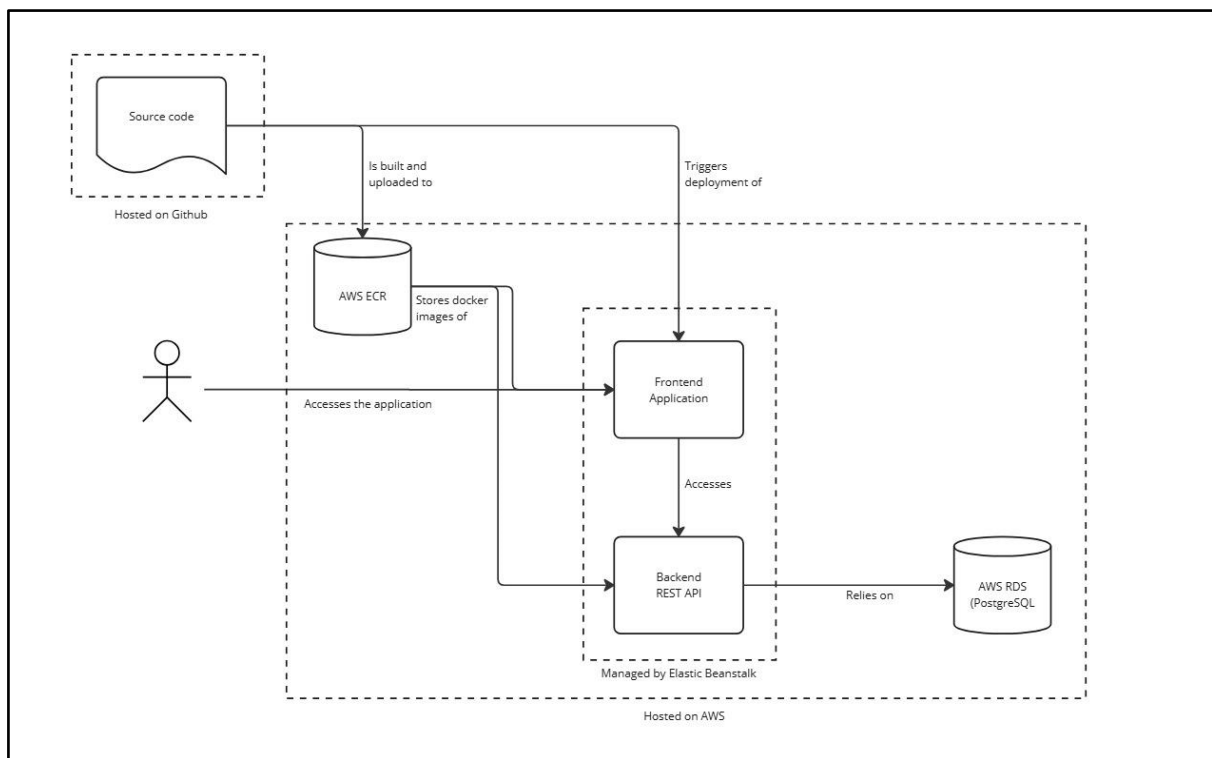 Source code
Is built and
uploaded to
Triggers
deployment of
Hosted on Github
AWS ECR
Stores docker
images of
Frontend
Application
Accesses the application
Accesses
Backend
REST API
Relies on
AWS RDS
(PostgreSQL
Managed by Elastic Beanstalk
Hosted on AWS